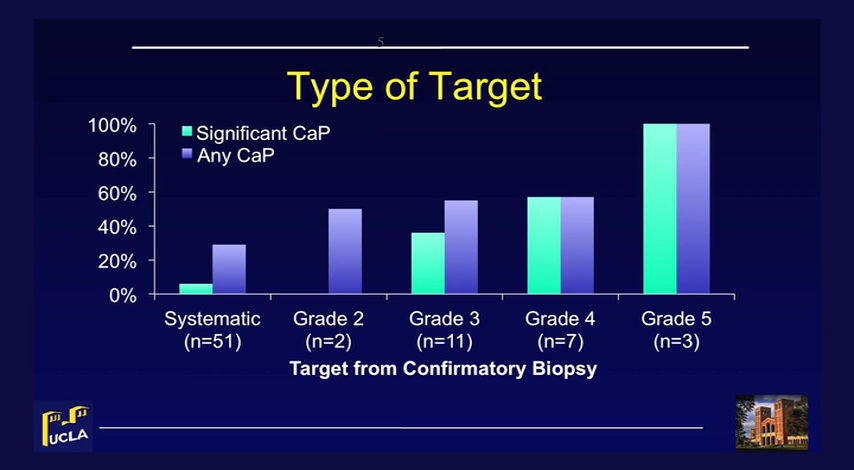 5
Type of Target
100%
80%
60%
40%
20%
0%
Significant CaP
Any CaP
Systematic
(n=51)
Grade 2
(n=2)
Grade 3
(n=11)
Grade 4
(n=7)
Grade 5
(n=3)
Target from Confirmatory Biopsy
UCLA